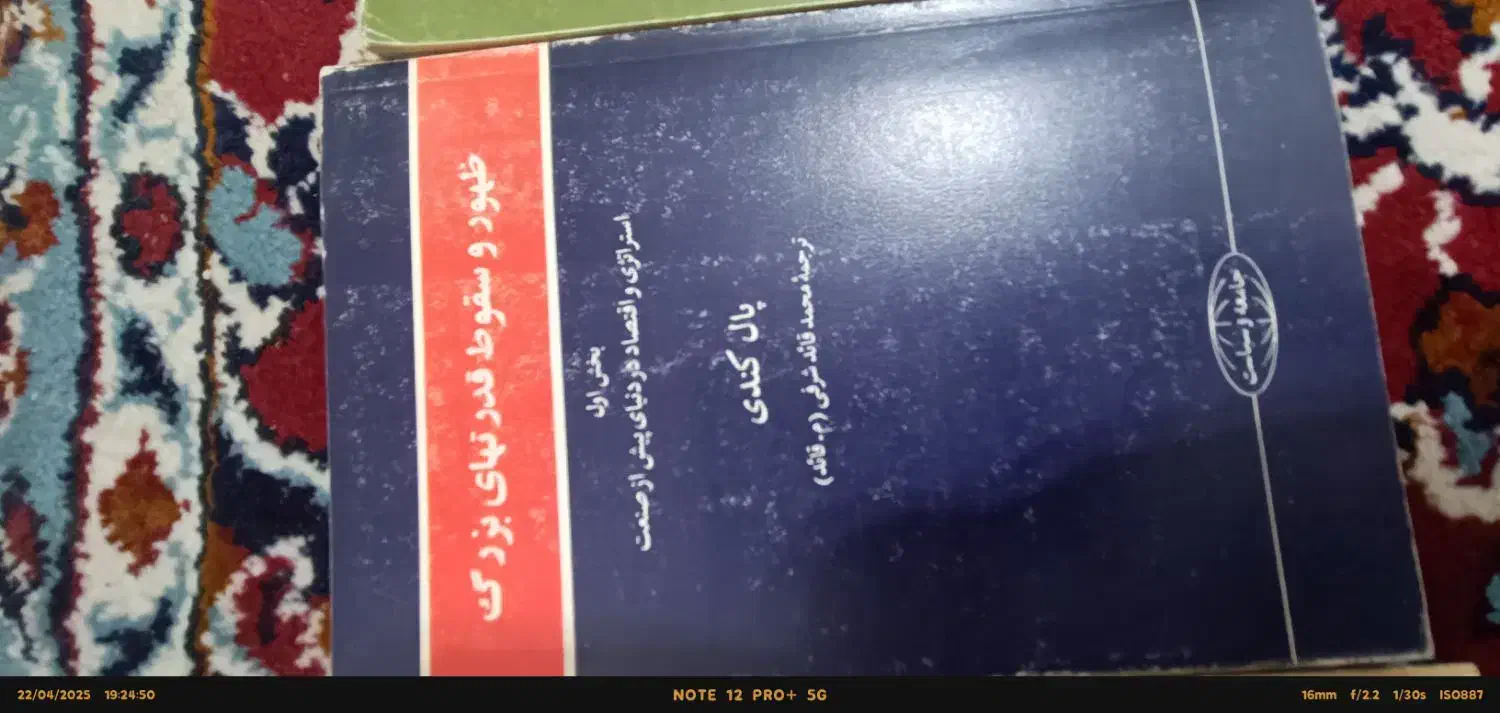 ظهور و سقوط قدرتهای بزرگ
بخش اول
استراتژی و اقتصاد در دنیای پیش از صنعت
پال کندی
ترجمهٔ محمد قائد شرفی (م. قائد)
جامعه و سیاست
22/04/2025 19:24:50
NOTE 12 PRO+ 5G
16mm f/2.2 1/30s ISO887